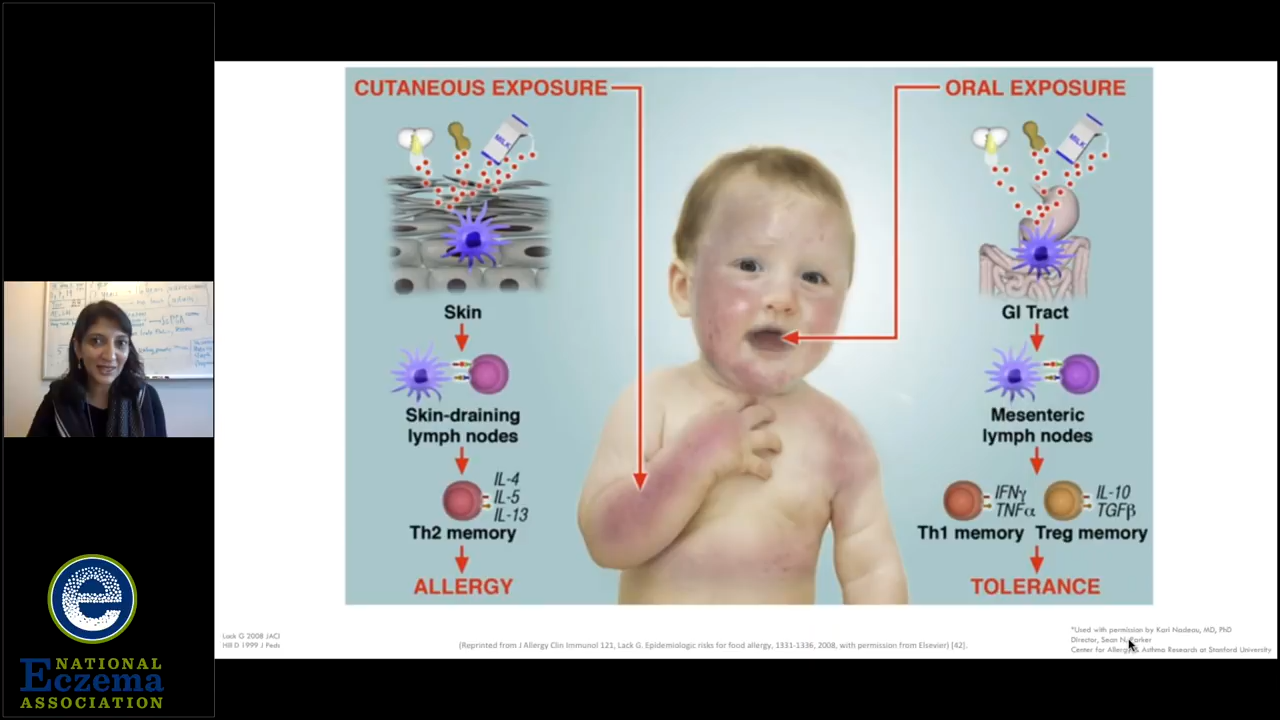 CUTANEOUS EXPOSURE
MILK
Skin
Skin-draining
lymph nodes
IL-4
IL-5
IL-13
Th2 memory
ALLERGY
ORAL EXPOSURE
MILK
GI Tract
Mesenteric
lymph nodes
IFNγ
TNFα
IL-10
TGFβ
Th1 memory Treg memory
TOLERANCE
Lack G 2008 JACI
Hill D 1999 J Peds
(Reprinted from J Allergy Clin Immunol 121, Lack G. Epidemiologic risks for food allergy, 1331-1336, 2008, with permission from Elsevier) [42].
*Used with permission by Kari Nadeau, MD, PhD
Director, Sean N. Parker
Center for Allergy & Asthma Research at Stanford University
e
NATIONAL
Eczema
ASSOCIATION